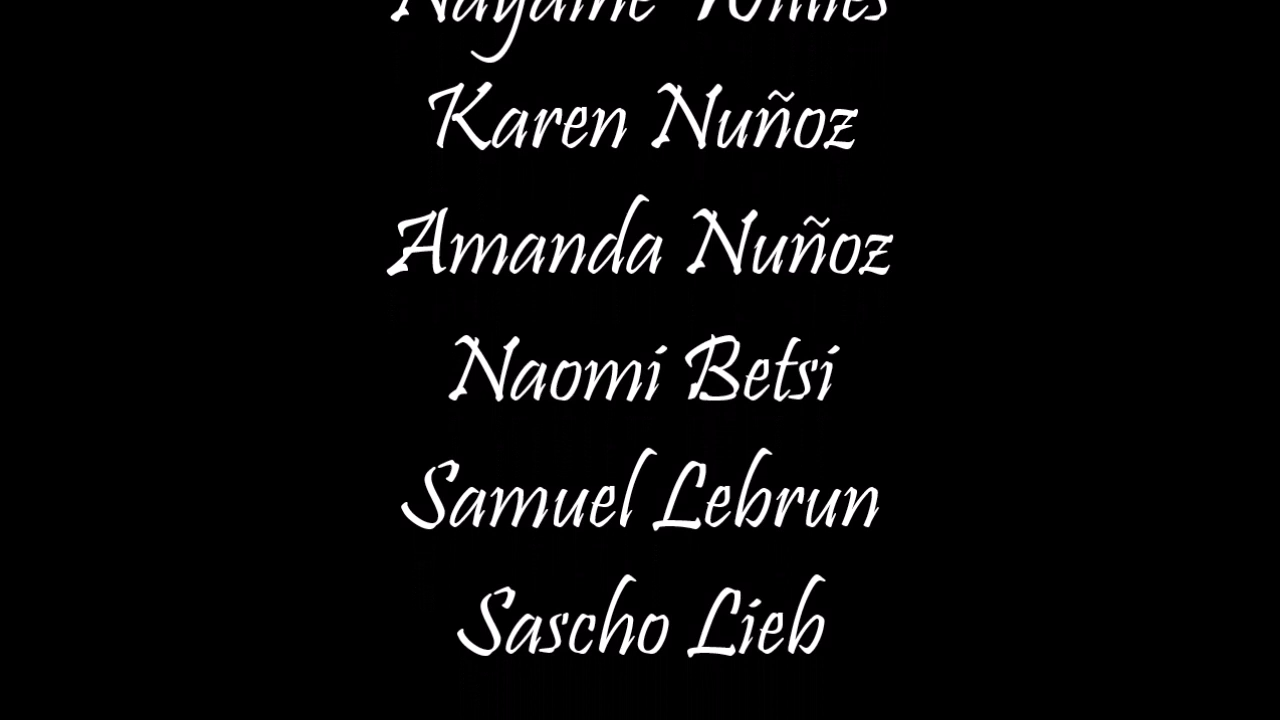 Karen Nuñoz
Amanda Nuñoz
Naomi Betsi
Samuel Lebrun
Sascho Lieb